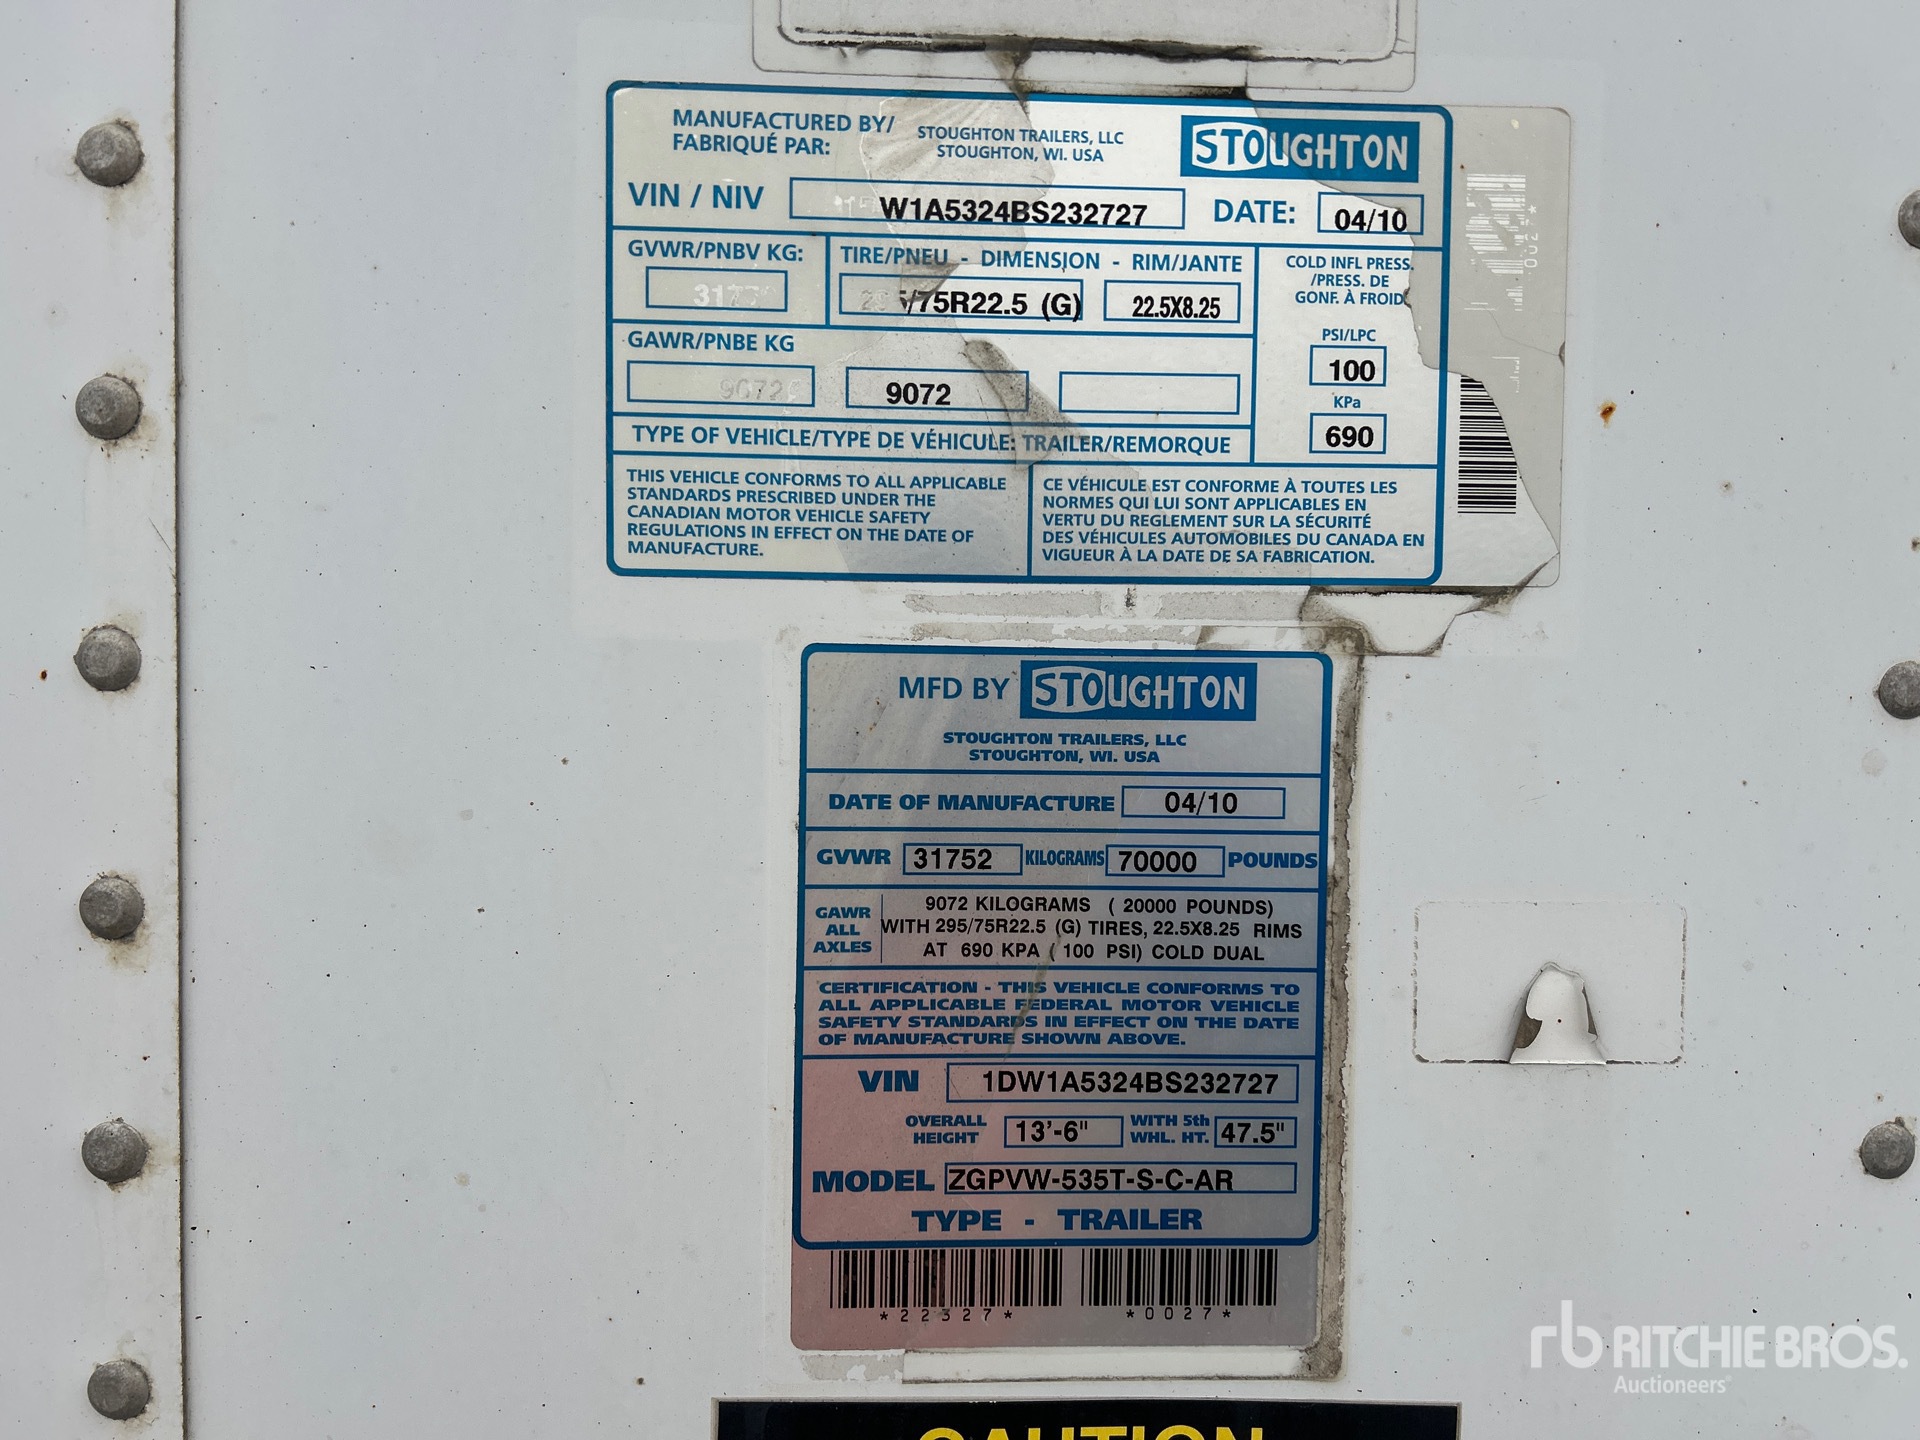 MANUFACTURED BY/
FABRIQUÉ PAR:
STOUGHTON TRAILERS, LLC
STOUGHTON, WI. USA
STOUGHTON
VIN / NIV W1A5324BS232727 DATE: 04/10
GVWR/PNBV KG:
TIRE/PNEU - DIMENSION - RIM/JANTE
/75R22.5 (G) 22.5X8.25
COLD INFL PRESS.
/PRESS. DE
GONF. À FROID
PSI/LPC
100
KPa
690
GAWR/PNBE KG
9072 9072
TYPE OF VEHICLE/TYPE DE VÉHICULE: TRAILER/REMORQUE
THIS VEHICLE CONFORMS TO ALL APPLICABLE
STANDARDS PRESCRIBED UNDER THE
CANADIAN MOTOR VEHICLE SAFETY
REGULATIONS IN EFFECT ON THE DATE OF
MANUFACTURE.
CE VÉHICULE EST CONFORME À TOUTES LES
NORMES QUI LUI SONT APPLICABLES EN
VERTU DU REGLEMENT SUR LA SÉCURITÉ
DES VÉHICULES AUTOMOBILES DU CANADA EN
VIGUEUR À LA DATE DE SA FABRICATION.
MFD BY STOUGHTON
STOUGHTON TRAILERS, LLC
STOUGHTON, WI. USA
DATE OF MANUFACTURE 04/10
GVWR 31752 KILOGRAMS 70000 POUNDS
GAWR
ALL
AXLES
9072 KILOGRAMS ( 20000 POUNDS)
WITH 295/75R22.5 (G) TIRES, 22.5X8.25 RIMS
AT 690 KPA ( 100 PSI) COLD DUAL
CERTIFICATION - THIS VEHICLE CONFORMS TO
ALL APPLICABLE FEDERAL MOTOR VEHICLE
SAFETY STANDARDS IN EFFECT ON THE DATE
OF MANUFACTURE SHOWN ABOVE.
VIN 1DW1A5324BS232727
OVERALL
HEIGHT
13'-6"
WITH 5th
WHL. HT.
47.5"
MODEL ZGPVW-535T-S-C-AR
TYPE - TRAILER
*22327* *0027*
CAUTION
rb RITCHIE BROS.
Auctioneers